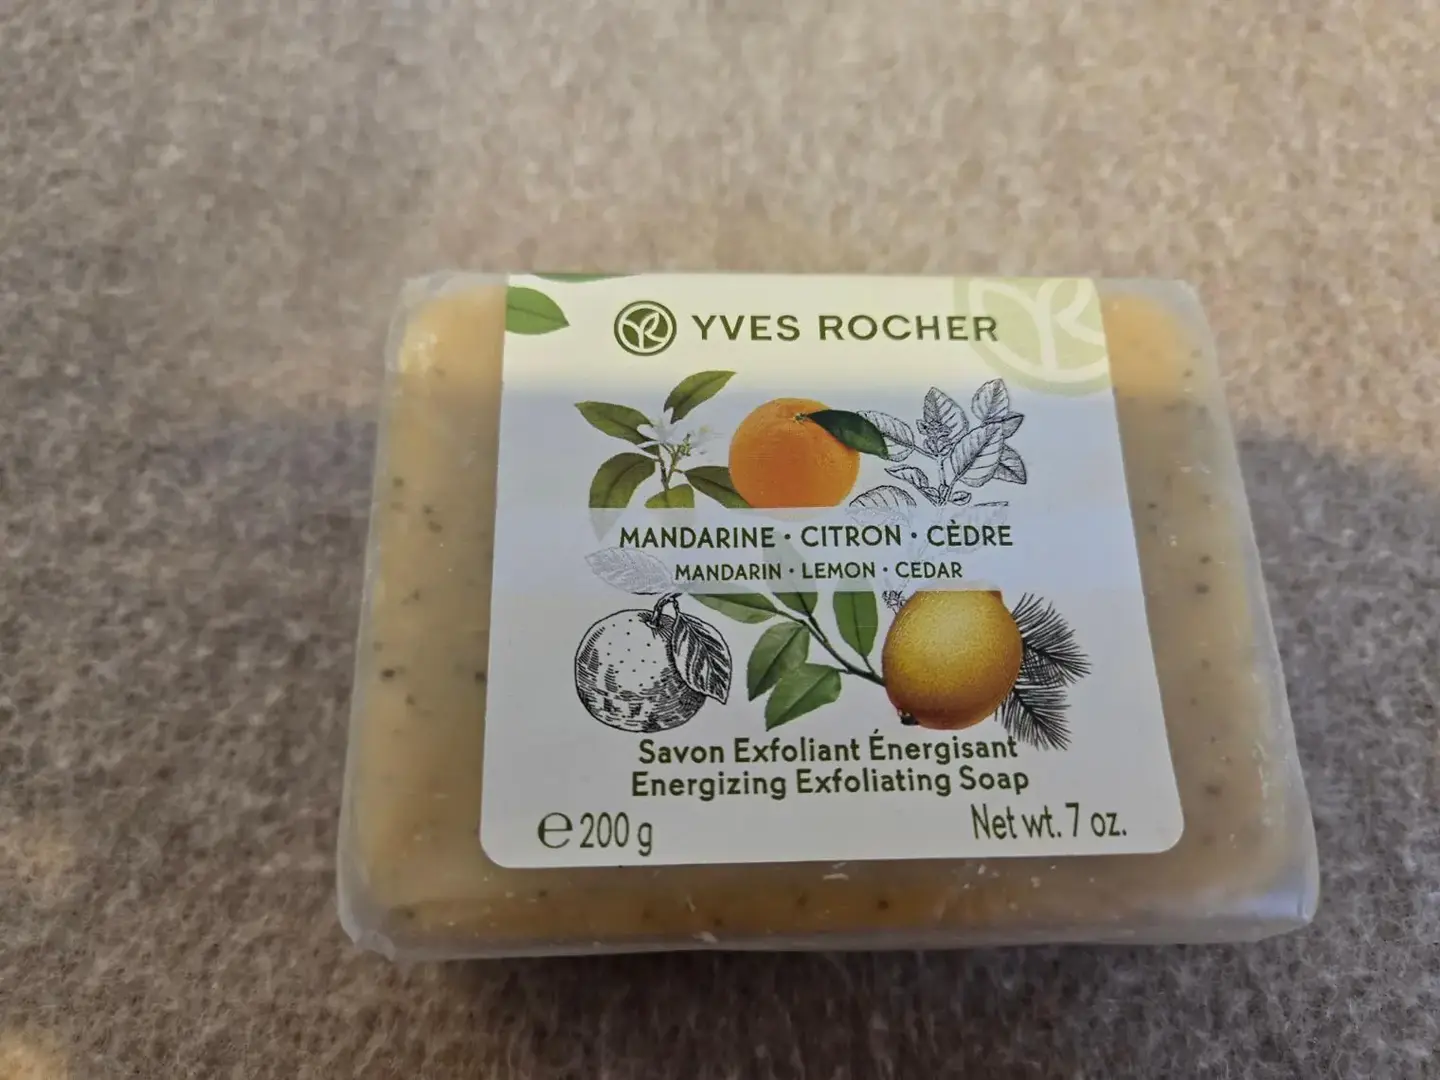 YVES ROCHER
MANDARINE · CITRON · CÈDRE
MANDARIN · LEMON · CEDAR
Savon Exfoliant Énergisant
Energizing Exfoliating Soap
℮ 200 g
Net wt. 7 oz.